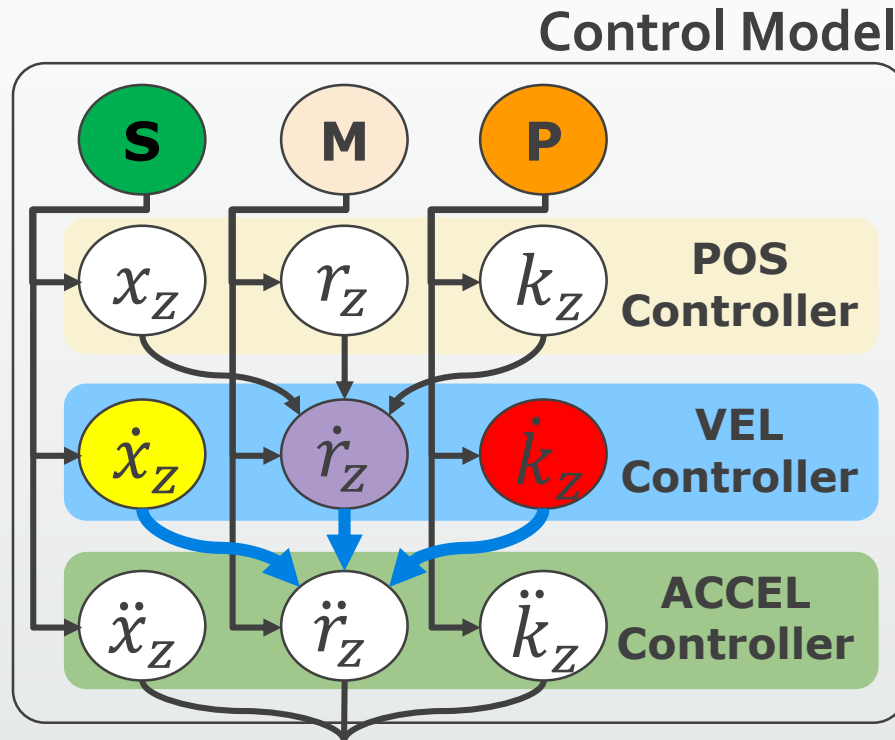 Control Model
S M P
x_z r_z k_z POS
Controller
ẋ_z ṙ_z k̇_z VEL
Controller
ẍ_z r̈_z k̈_z ACCEL
Controller